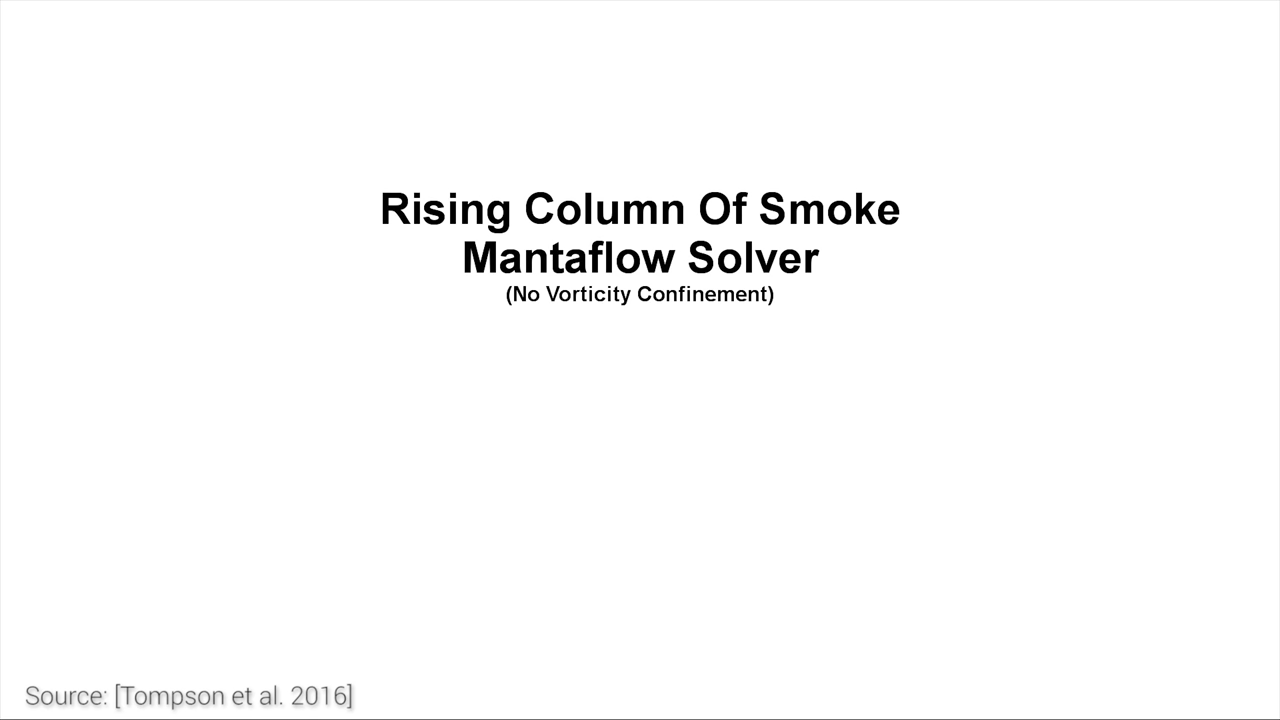 Rising Column Of Smoke
Mantaflow Solver
(No Vorticity Confinement)
Source: [Tompson et al. 2016]